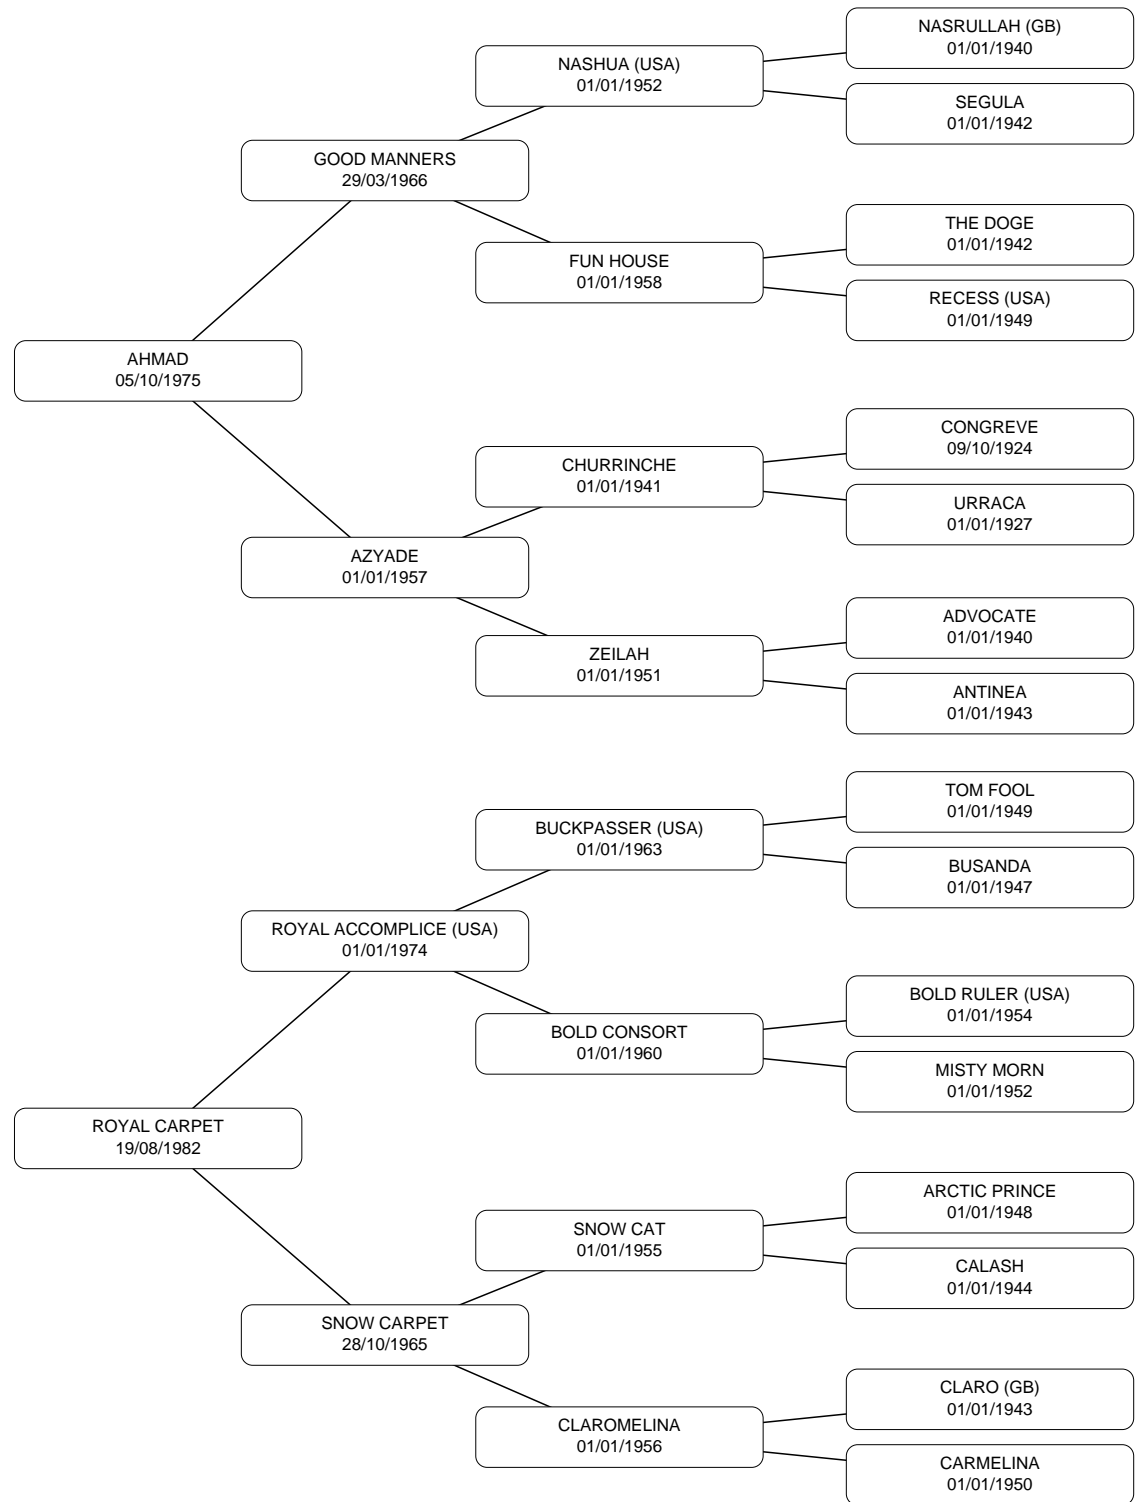 NASRULLAH (GB)
01/01/1940
NASHUA (USA)
01/01/1952
SEGULA
01/01/1942
GOOD MANNERS
29/03/1966
THE DOGE
01/01/1942
FUN HOUSE
01/01/1958
RECESS (USA)
01/01/1949
AHMAD
05/10/1975
CONGREVE
09/10/1924
CHURRINCHE
01/01/1941
URRACA
01/01/1927
AZYADE
01/01/1957
ADVOCATE
01/01/1940
ZEILAH
01/01/1951
ANTINEA
01/01/1943
TOM FOOL
01/01/1949
BUCKPASSER (USA)
01/01/1963
BUSANDA
01/01/1947
ROYAL ACCOMPLICE (USA)
01/01/1974
BOLD RULER (USA)
01/01/1954
BOLD CONSORT
01/01/1960
MISTY MORN
01/01/1952
ROYAL CARPET
19/08/1982
ARCTIC PRINCE
01/01/1948
SNOW CAT
01/01/1955
CALASH
01/01/1944
SNOW CARPET
28/10/1965
CLARO (GB)
01/01/1943
CLAROMELINA
01/01/1956
CARMELINA
01/01/1950